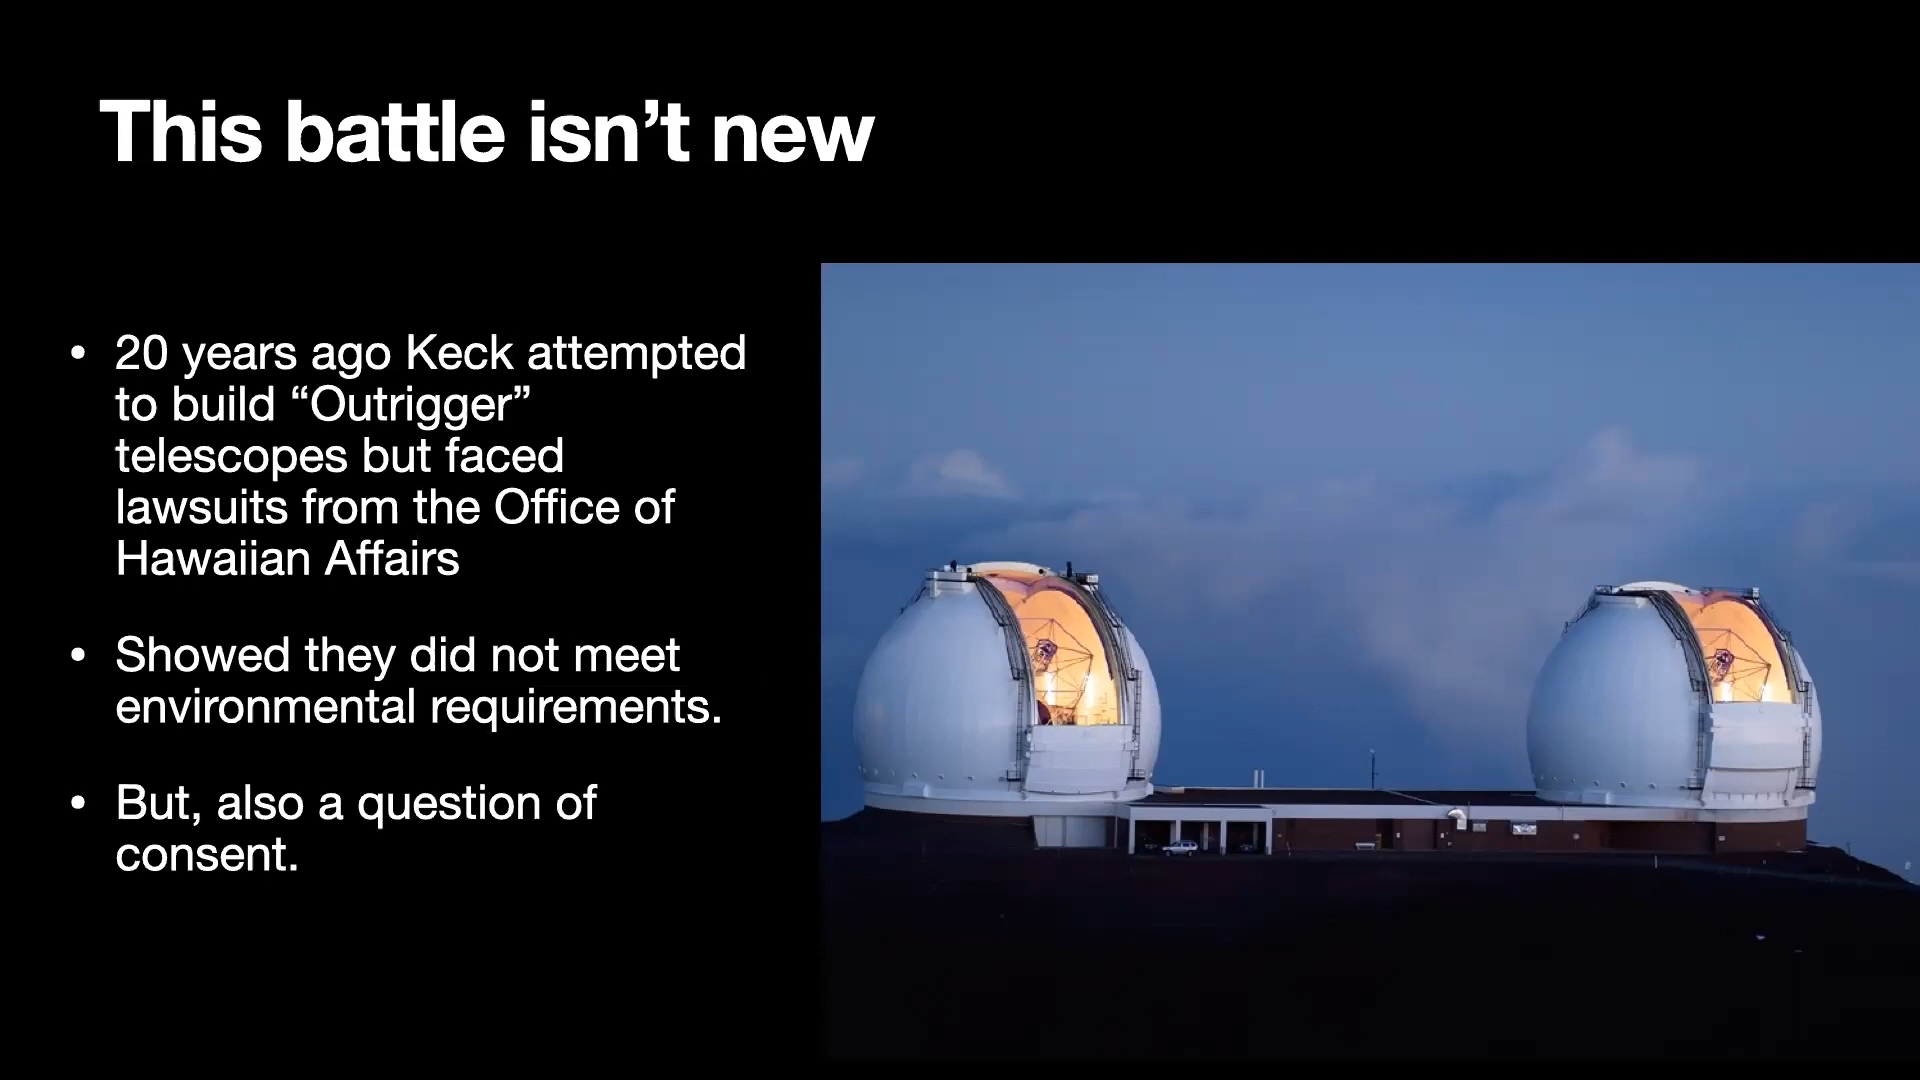 This battle isn’t new
• 20 years ago Keck attempted
to build “Outrigger”
telescopes but faced
lawsuits from the Office of
Hawaiian Affairs
• Showed they did not meet
environmental requirements.
• But, also a question of
consent.